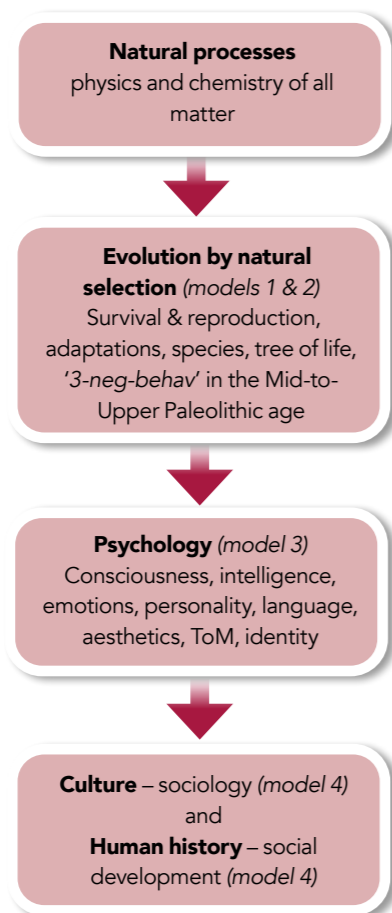 Natural processes
physics and chemistry of all
matter
Evolution by natural
selection (models 1 & 2)
Survival & reproduction,
adaptations, species, tree of life,
‘3-neg-behav’ in the Mid-to-
Upper Paleolithic age
Psychology (model 3)
Consciousness, intelligence,
emotions, personality, language,
aesthetics, ToM, identity
Culture – sociology (model 4)
and
Human history – social
development (model 4)